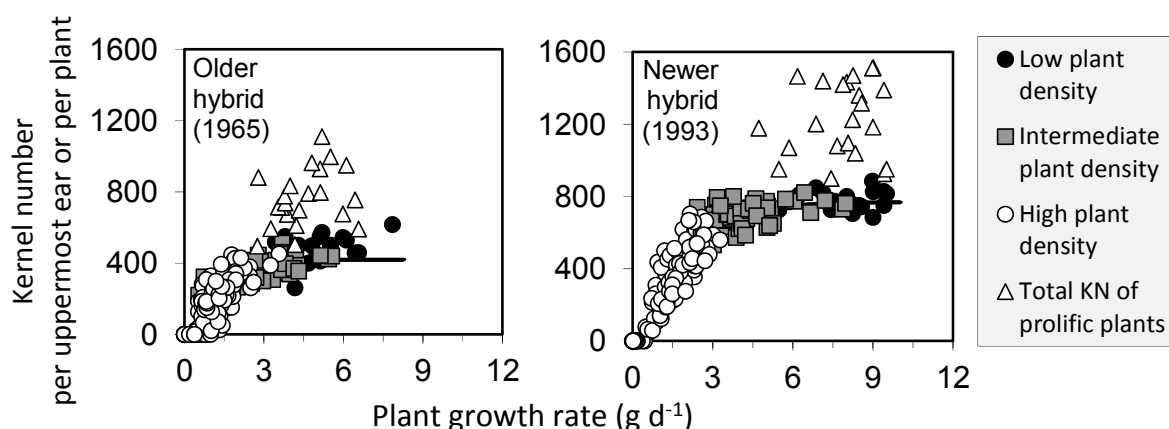 Kernel number
per uppermost ear or per plant
1600
1200
800
400
0
Older
hybrid
(1965)
0
3
6
9
12
1600
1200
800
400
0
Newer
hybrid
(1993)
0
3
6
9
12
Plant growth rate (g d⁻¹)
Low plant
density
Intermediate
plant density
High plant
density
Total KN of
prolific plants